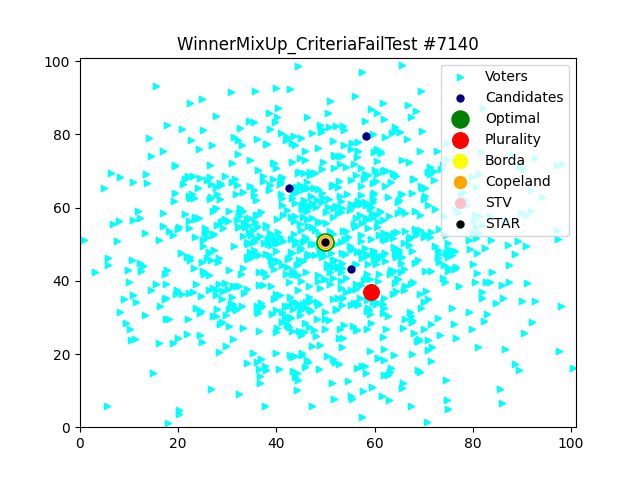 WinnerMixUp_CriteriaFailTest #7140
100
80
60
40
20
0
0
20
40
60
80
100
Voters
Candidates
Optimal
Plurality
Borda
Copeland
STV
STAR